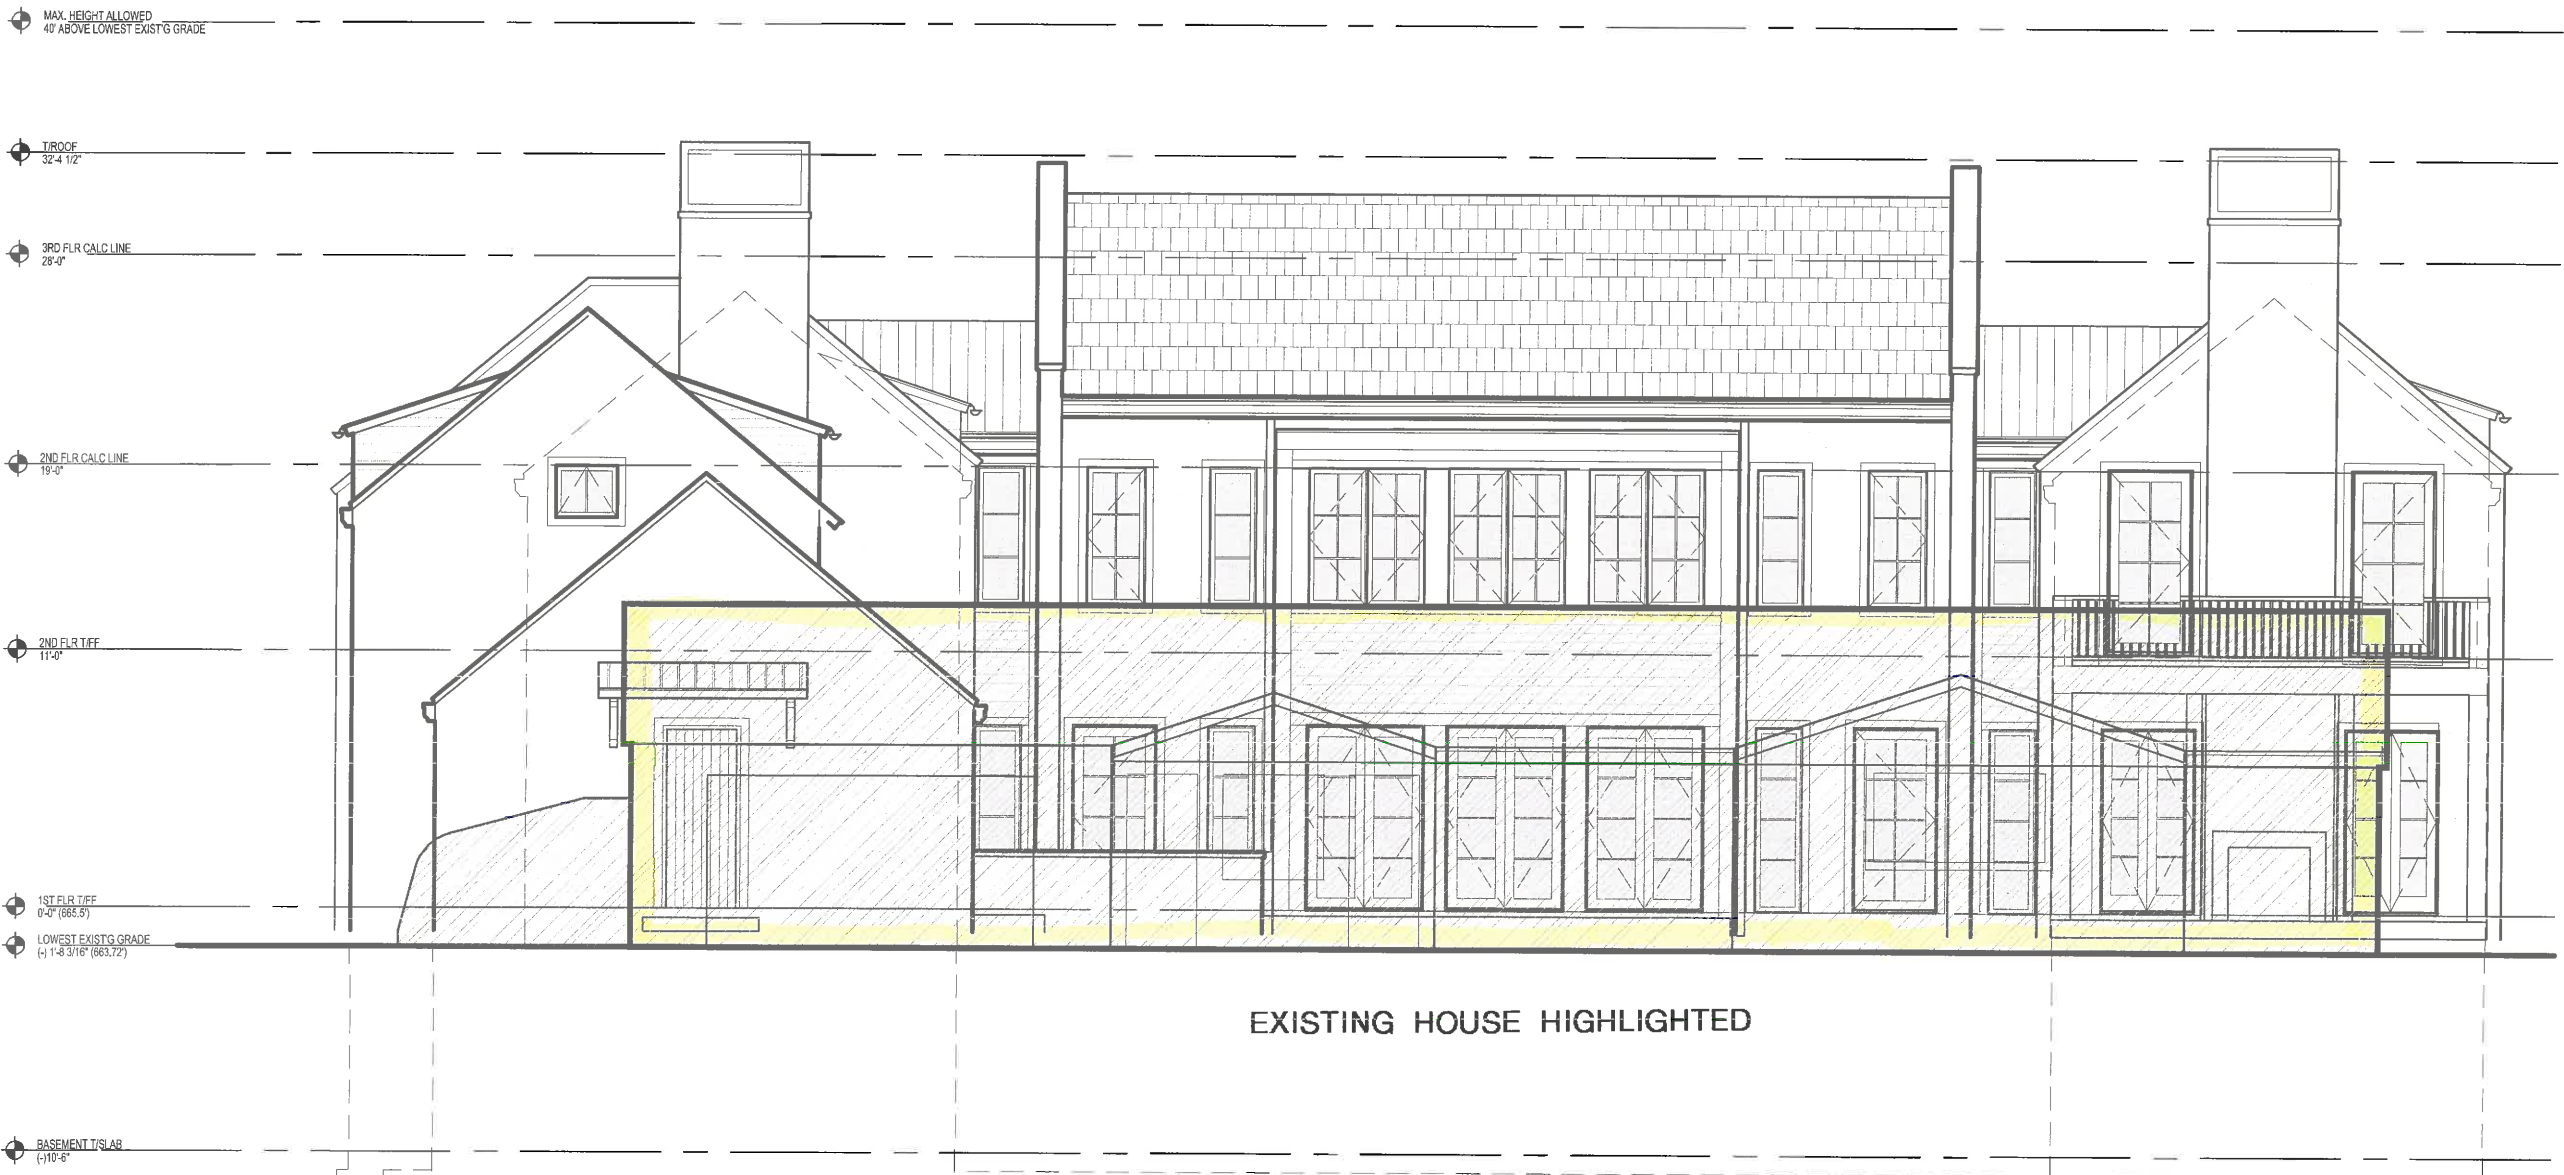 MAX. HEIGHT ALLOWED
40' ABOVE LOWEST EXIST'G GRADE
T/ROOF
32'-4 1/2"
3RD FLR CALC LINE
28'-0"
2ND FLR CALC LINE
19'-0"
2ND FLR T/FF
11'-0"
1ST FLR T/FF
0'-0" (665.5')
LOWEST EXIST'G GRADE
(-) 1'-8 3/16" (663.72')
EXISTING HOUSE HIGHLIGHTED
BASEMENT T/SLAB
(-)10'-6"